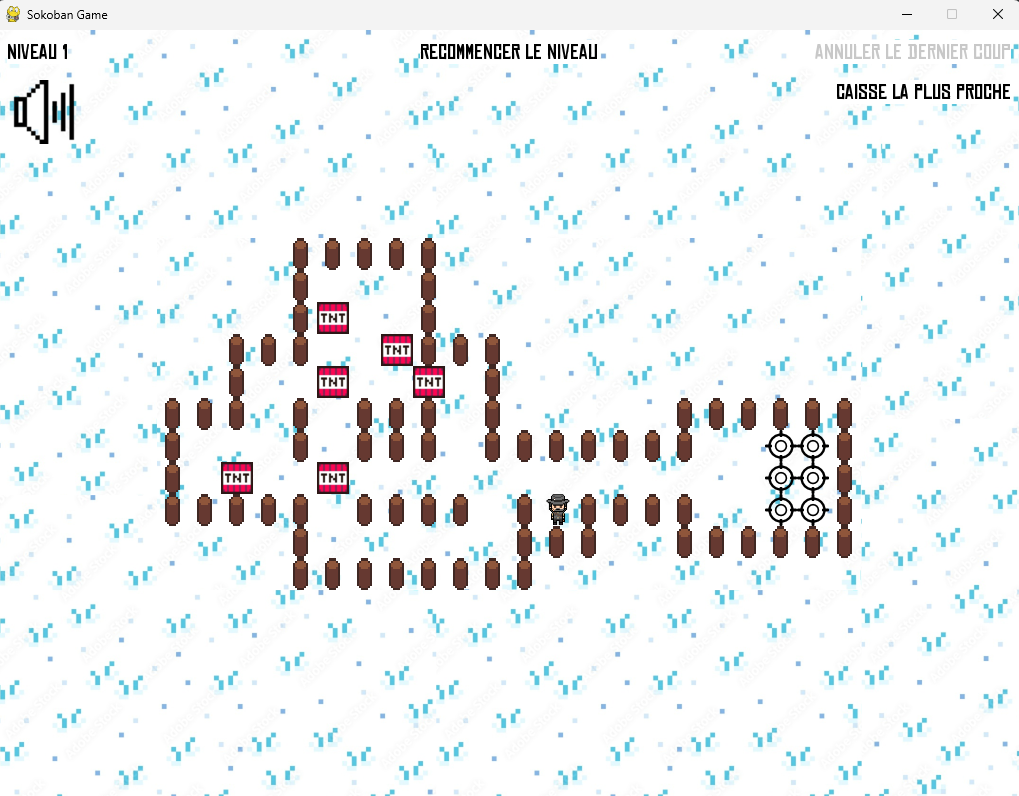 Sokoban Game
NIVEAU 1
RECOMMENCER LE NIVEAU
ANNULER LE DERNIER COUP
CAISSE LA PLUS PROCHE
TNT
TNT
TNT
TNT
TNT
TNT